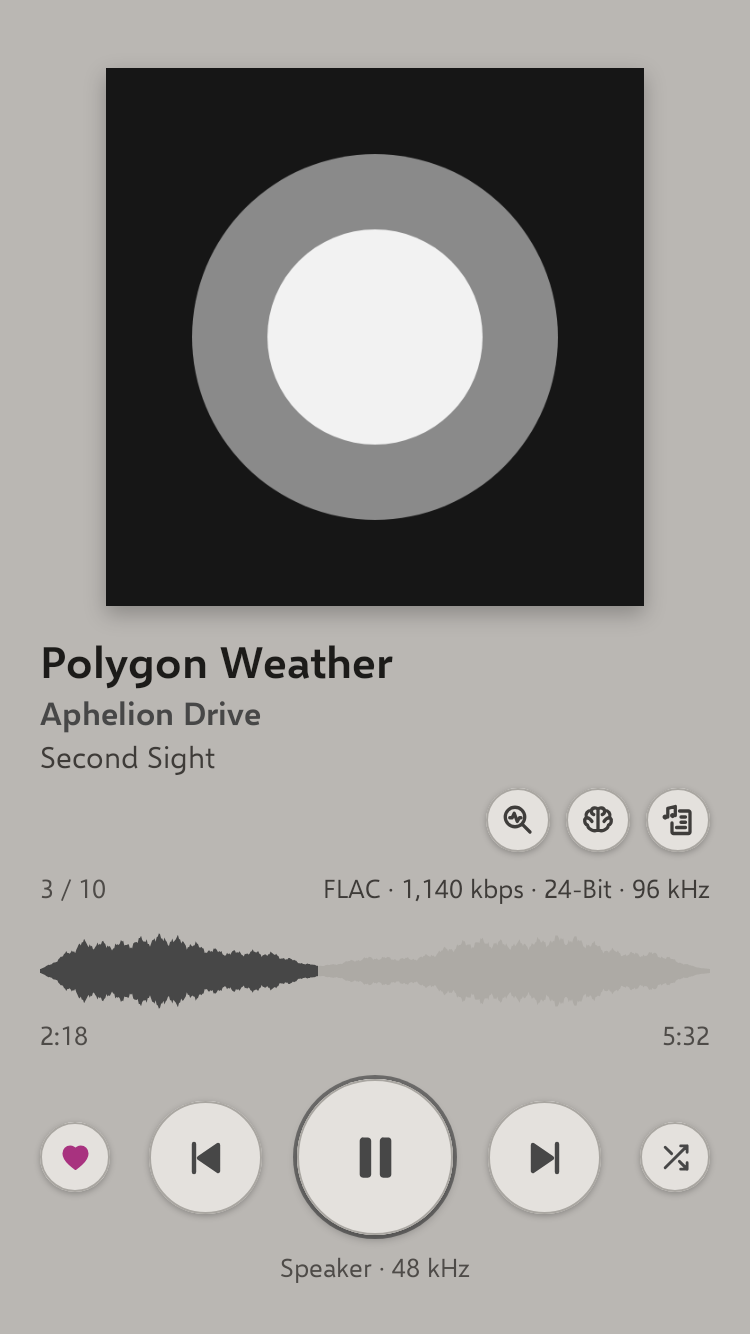 Polygon Weather
Aphelion Drive
Second Sight
3 / 10
FLAC · 1,140 kbps · 24-Bit · 96 kHz
2:18
5:32
Speaker · 48 kHz